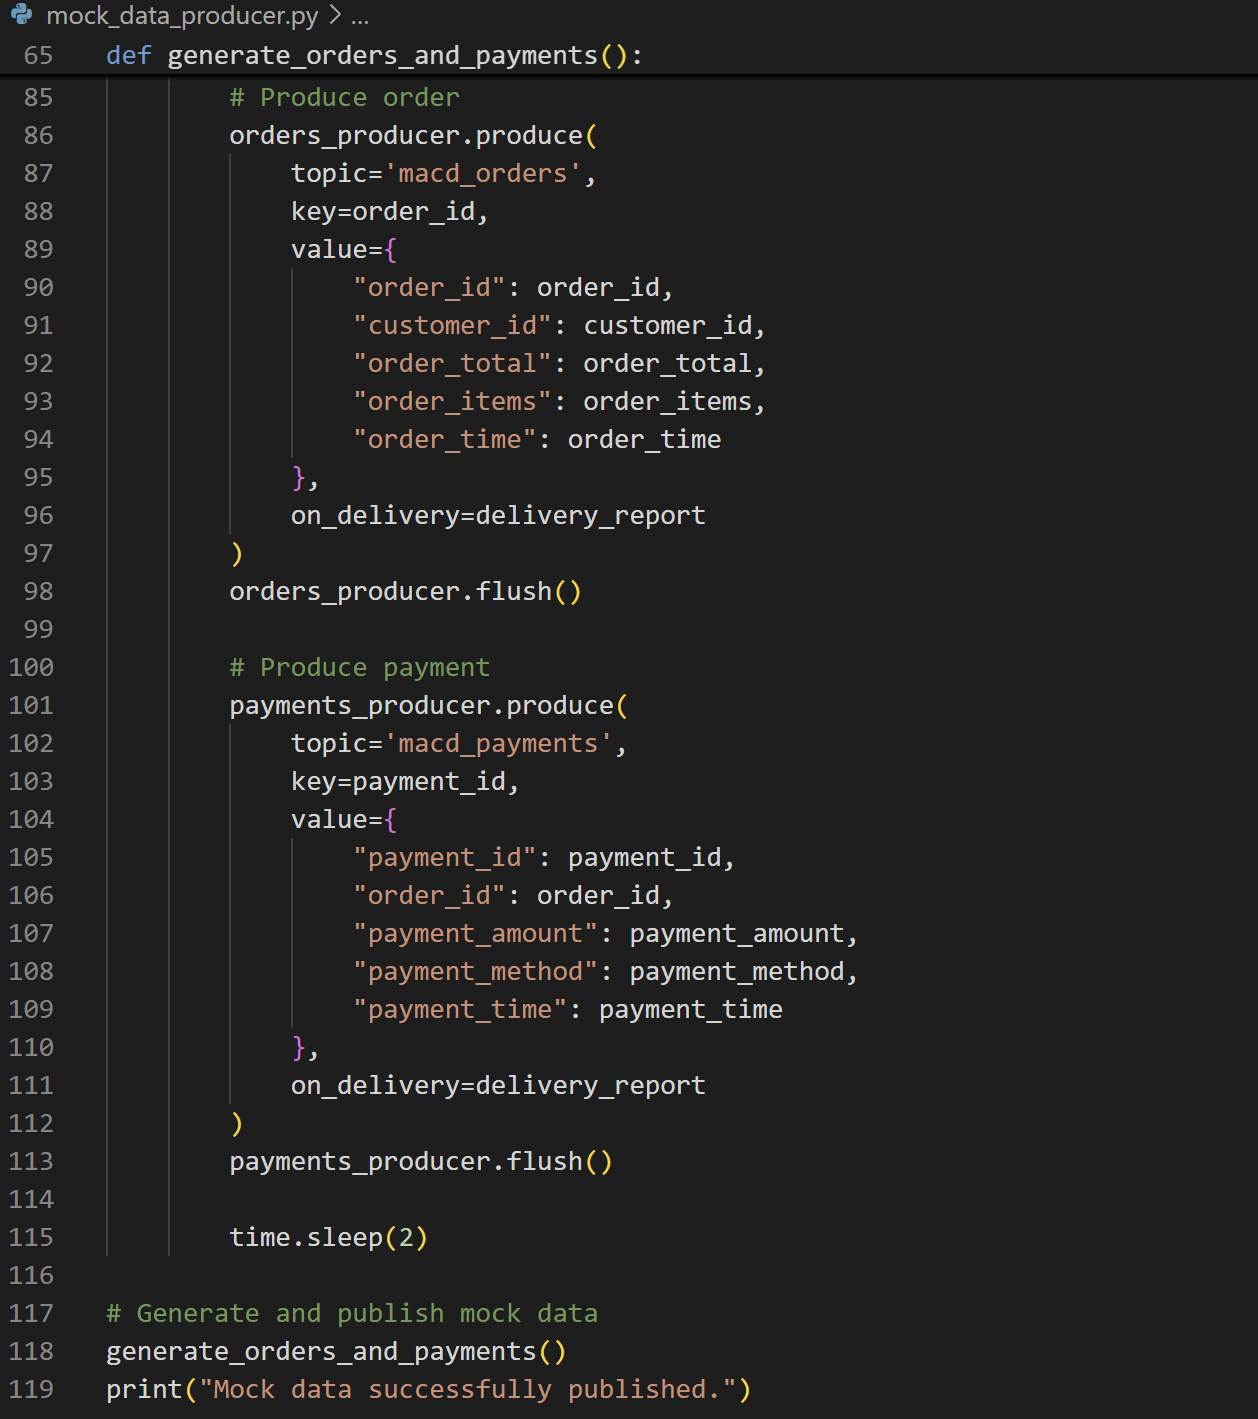 mock_data_producer.py > ...
65 def generate_orders_and_payments():
85 # Produce order
86 orders_producer.produce(
87 topic='macd_orders',
88 key=order_id,
89 value={
90 "order_id": order_id,
91 "customer_id": customer_id,
92 "order_total": order_total,
93 "order_items": order_items,
94 "order_time": order_time
95 },
96 on_delivery=delivery_report
97 )
98 orders_producer.flush()
99
100 # Produce payment
101 payments_producer.produce(
102 topic='macd_payments',
103 key=payment_id,
104 value={
105 "payment_id": payment_id,
106 "order_id": order_id,
107 "payment_amount": payment_amount,
108 "payment_method": payment_method,
109 "payment_time": payment_time
110 },
111 on_delivery=delivery_report
112 )
113 payments_producer.flush()
114
115 time.sleep(2)
116
117 # Generate and publish mock data
118 generate_orders_and_payments()
119 print("Mock data successfully published.")